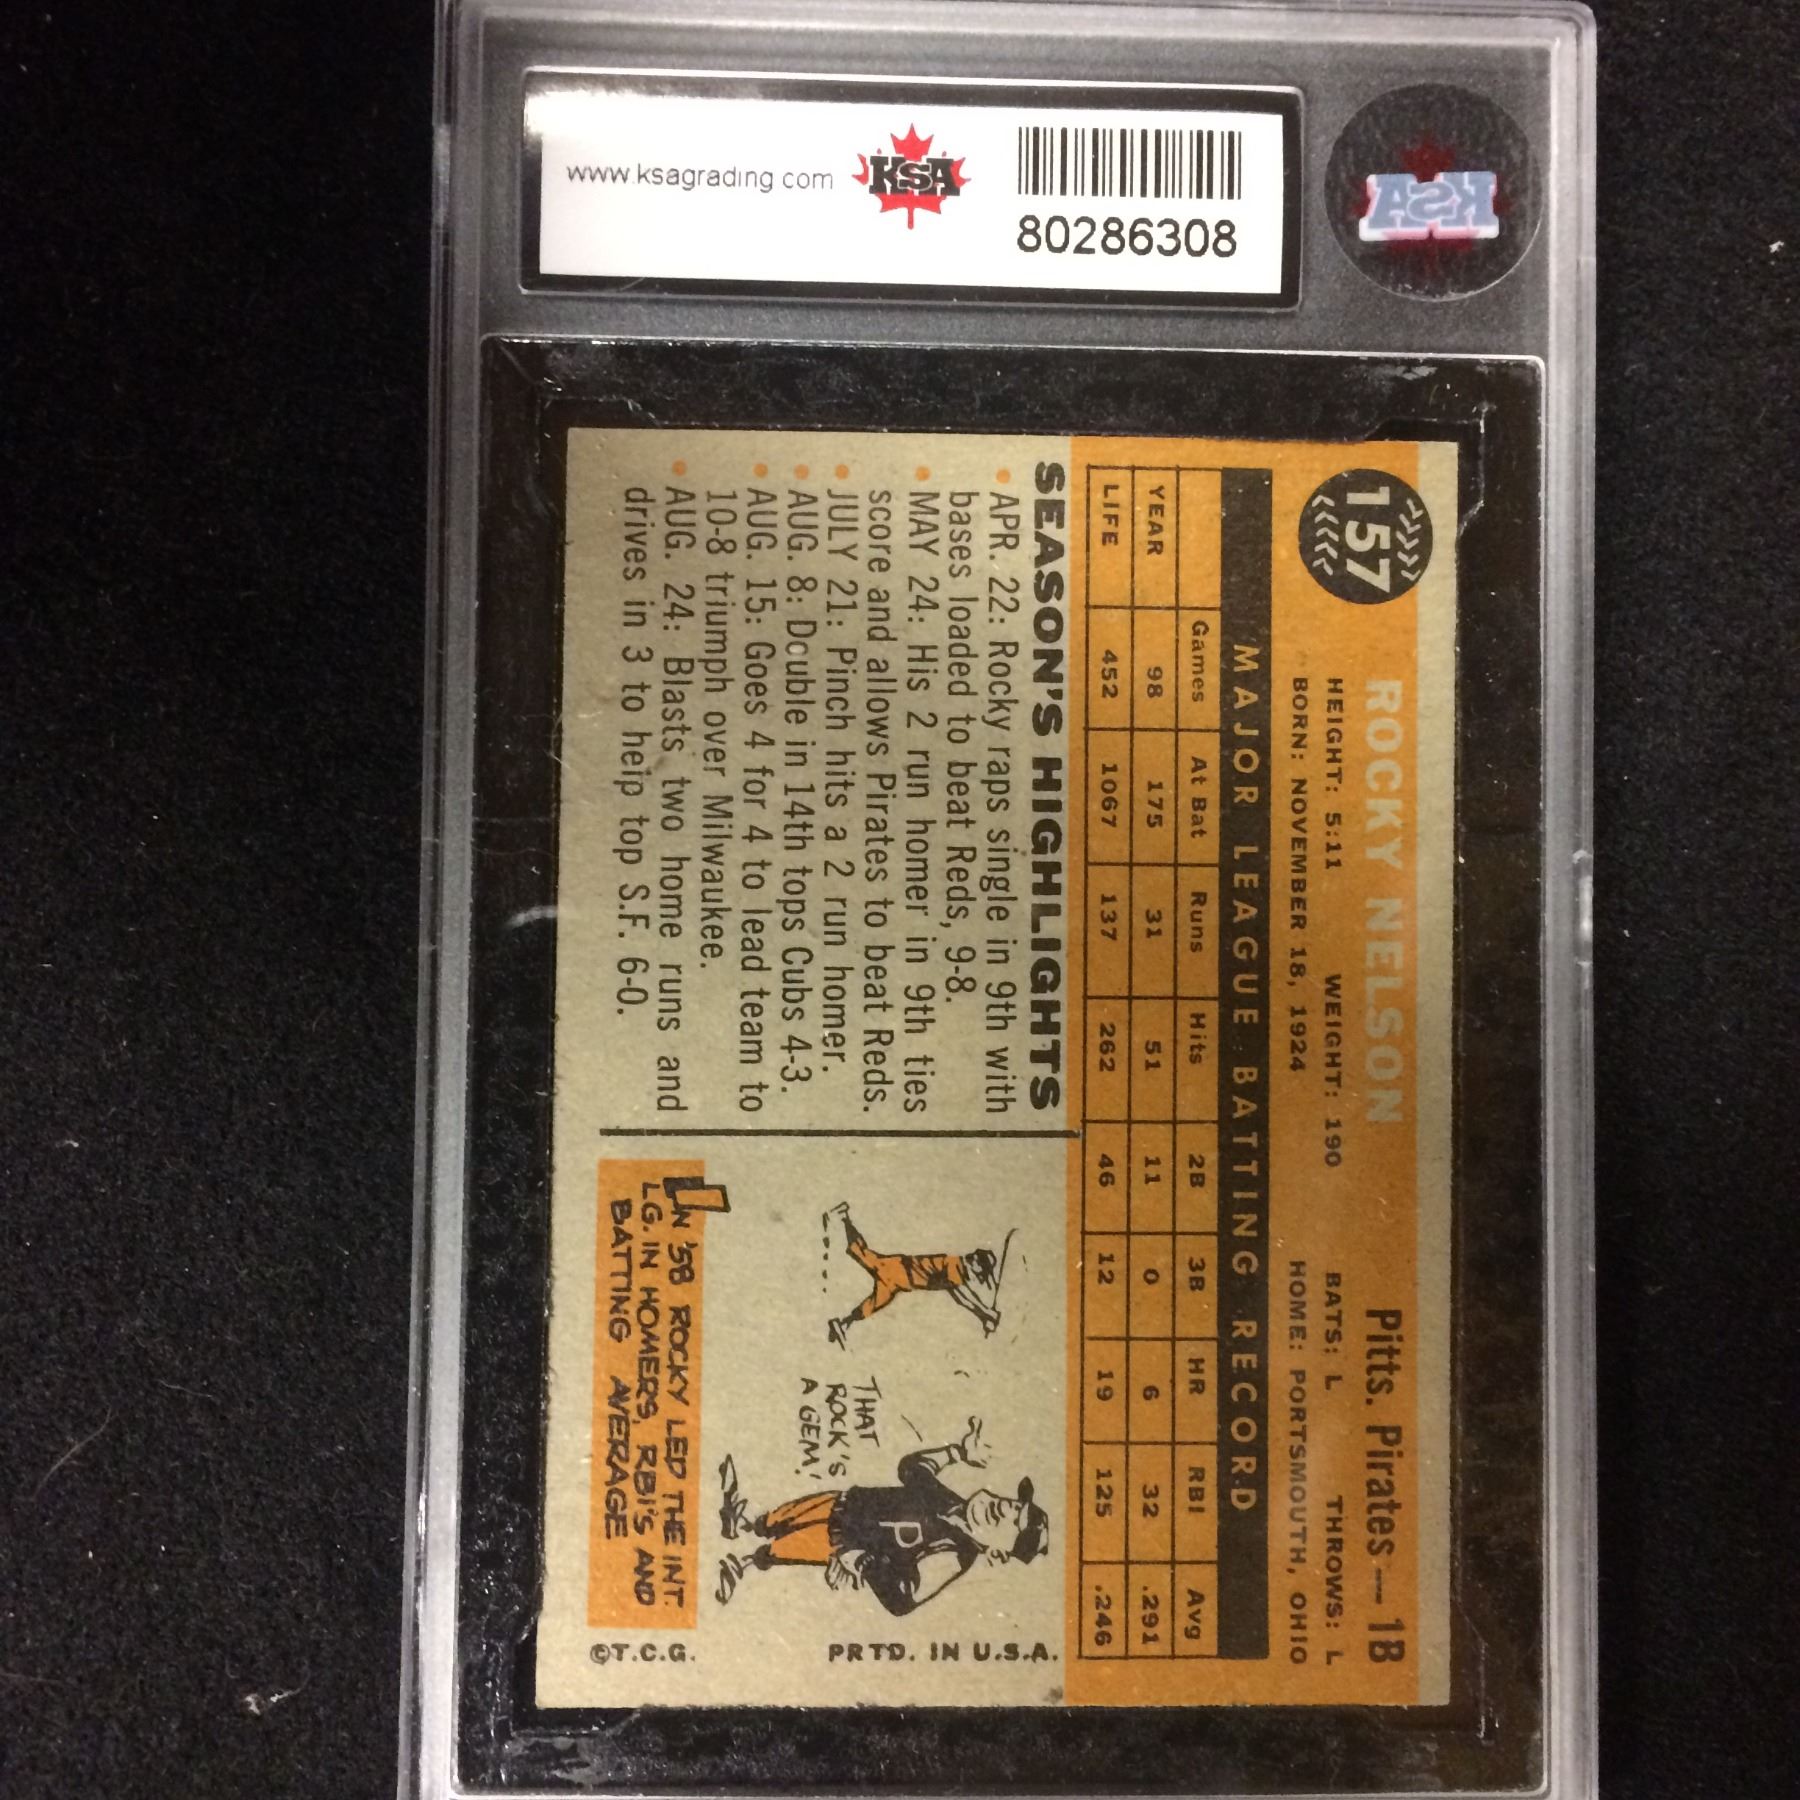 www.ksagrading.com
KSA
80286308
KSA
157
ROCKY NELSON
Pitts. Pirates — 1B
HEIGHT: 5:11 WEIGHT: 190 BATS: L THROWS: L
BORN: NOVEMBER 18, 1924 HOME: PORTSMOUTH, OHIO
MAJOR LEAGUE BATTING RECORD
Games At Bat Runs Hits 2B 3B HR RBI Avg
YEAR 98 175 31 51 11 0 6 32 .291
LIFE 452 1067 137 262 46 12 19 125 .246
SEASON'S HIGHLIGHTS
• APR. 22: Rocky raps single in 9th with
bases loaded to beat Reds, 9-8.
• MAY 24: His 2 run homer in 9th ties
score and allows Pirates to beat Reds.
• JULY 21: Pinch hits a 2 run homer.
• AUG. 8: Double in 14th tops Cubs 4-3.
• AUG. 15: Goes 4 for 4 to lead team to
10-8 triumph over Milwaukee.
• AUG. 24: Blasts two home runs and
drives in 3 to help top S.F. 6-0.
THAT
ROCK'S
A GEM!
P
IN '58 ROCKY LED THE INT
LG. IN HOMERS, RBI'S AND
BATTING AVERAGE
©T.C.G.
PRTD. IN U.S.A.